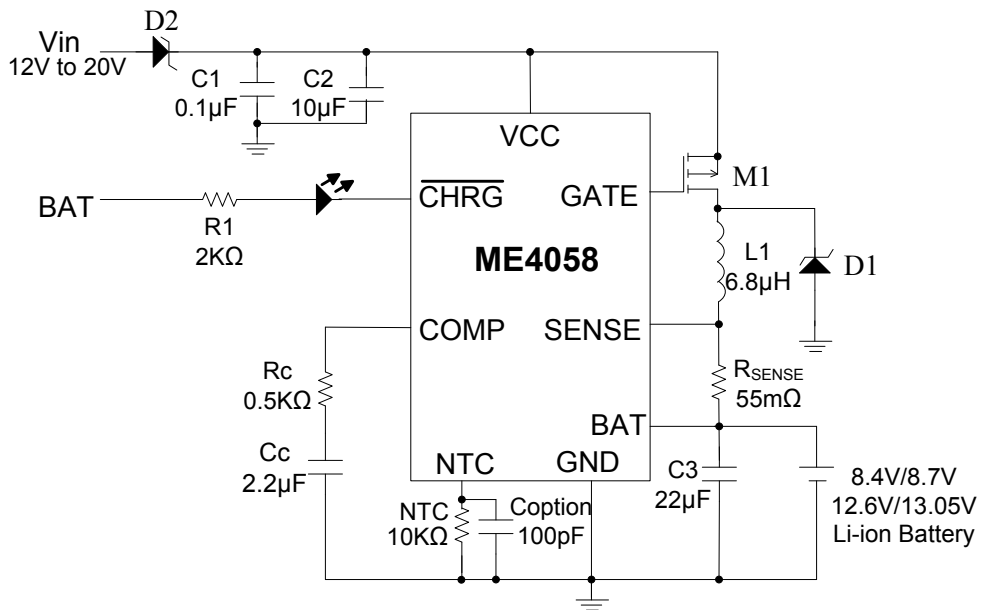 D2
Vin
12V to 20V
C1
0.1µF
C2
10µF
VCC
BAT
R1
2KΩ
CHRG
GATE
M1
ME4058
L1
6.8µH
D1
COMP
SENSE
Rc
0.5KΩ
RSENSE
55mΩ
Cc
2.2µF
BAT
NTC
GND
C3
22µF
8.4V/8.7V
12.6V/13.05V
Li-ion Battery
NTC
10KΩ
Coption
100pF